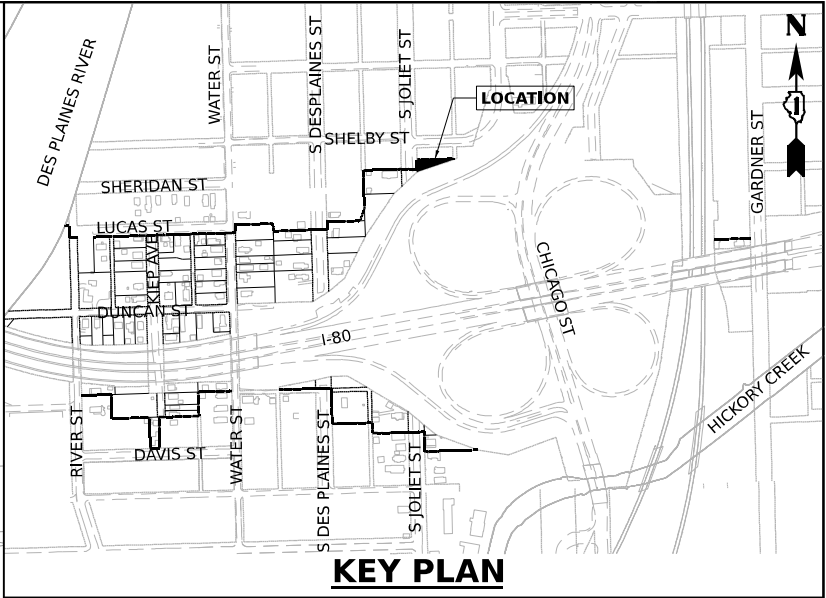 N
1
DES PLAINES RIVER
WATER ST
S DESPLAINES ST
S JOLIET ST
LOCATION
SHELBY ST
GARDNER ST
SHERIDAN ST
LUCAS ST
KIEP AVE
CHICAGO ST
DUNCAN ST
I-80
HICKORY CREEK
RIVER ST
DAVIS ST
WATER ST
S DES PLAINES ST
S JOLIET ST
KEY PLAN